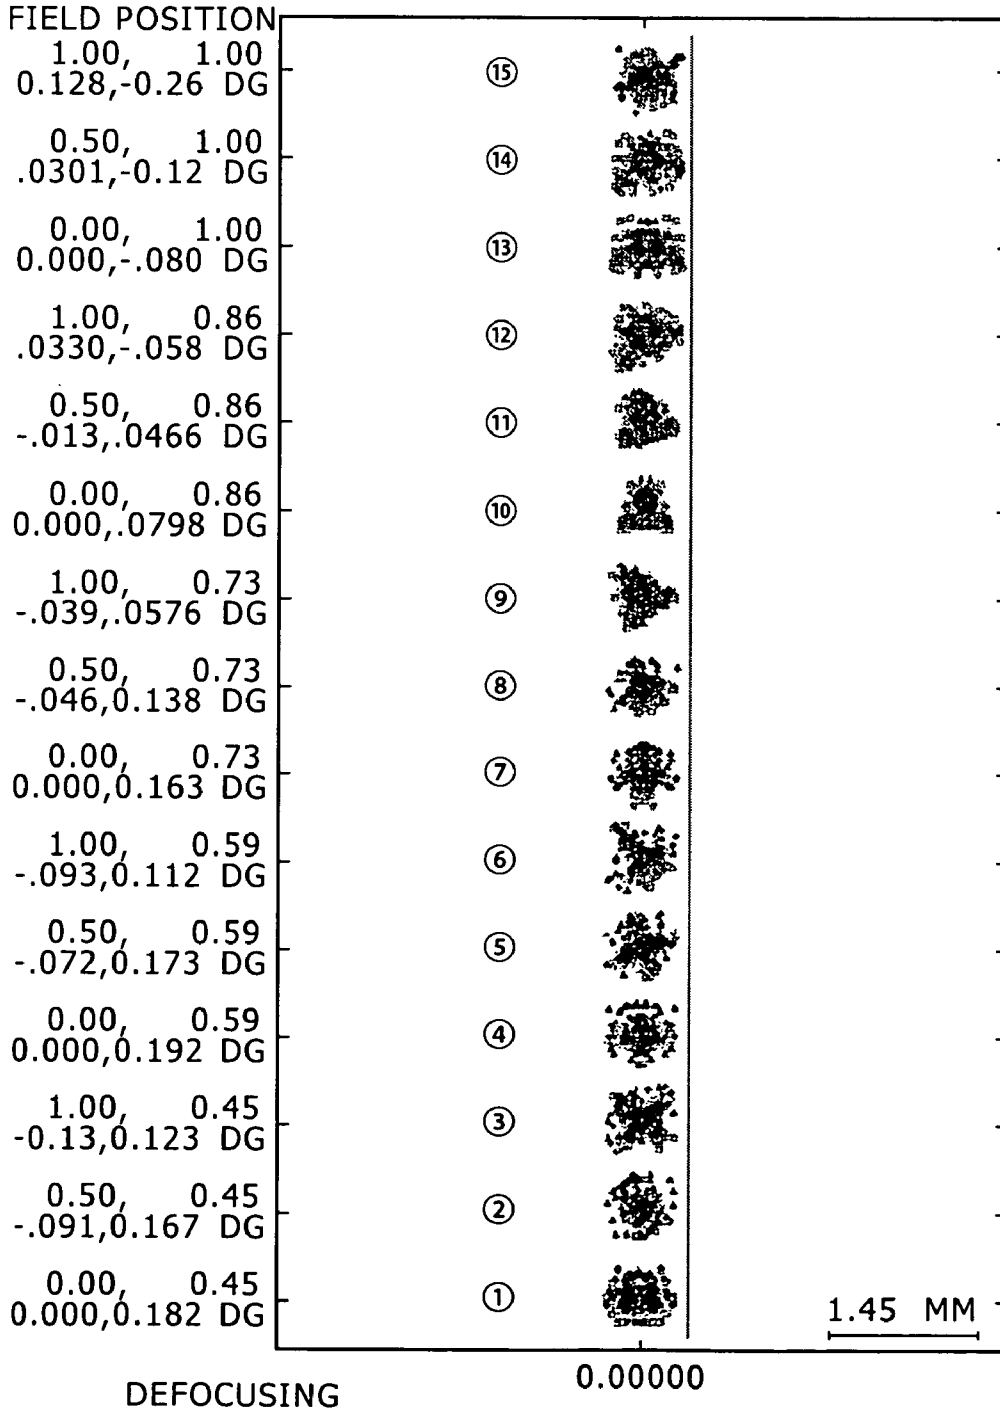 FIELD POSITION
1.00, 1.00
0.128,-0.26 DG
⑮
0.50, 1.00
.0301,-0.12 DG
⑭
0.00, 1.00
0.000,-.080 DG
⑬
1.00, 0.86
.0330,-.058 DG
⑫
0.50, 0.86
-.013,.0466 DG
⑪
0.00, 0.86
0.000,.0798 DG
⑩
1.00, 0.73
-.039,.0576 DG
⑨
0.50, 0.73
-.046,0.138 DG
⑧
0.00, 0.73
0.000,0.163 DG
⑦
1.00, 0.59
-.093,0.112 DG
⑥
0.50, 0.59
-.072,0.173 DG
⑤
0.00, 0.59
0.000,0.192 DG
④
1.00, 0.45
-0.13,0.123 DG
③
0.50, 0.45
-.091,0.167 DG
②
0.00, 0.45
0.000,0.182 DG
①
1.45 MM
0.00000
DEFOCUSING